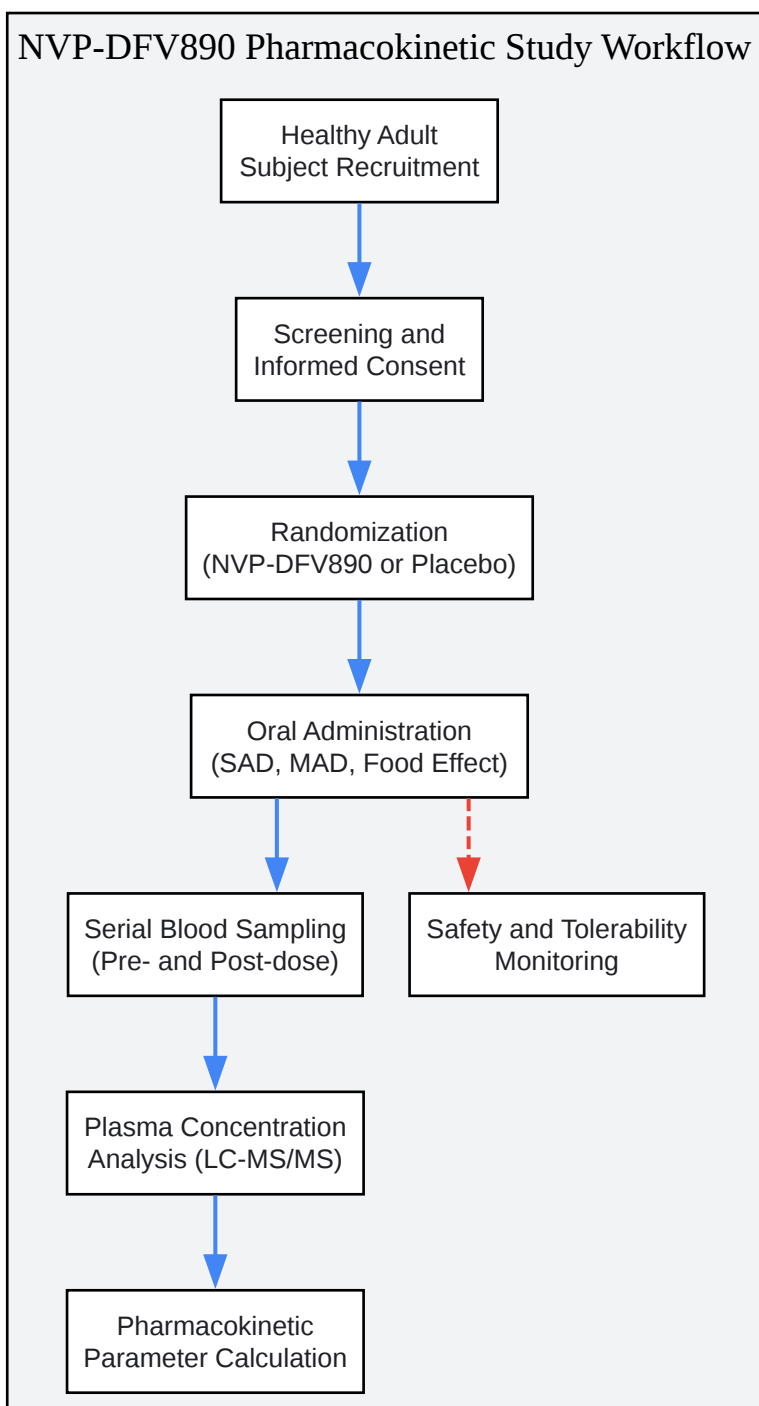 NVP-DFV890 Pharmacokinetic Study Workflow
Healthy Adult
Subject Recruitment
Screening and
Informed Consent
Randomization
(NVP-DFV890 or Placebo)
Oral Administration
(SAD, MAD, Food Effect)
Serial Blood Sampling
(Pre- and Post-dose)
Safety and Tolerability
Monitoring
Plasma Concentration
Analysis (LC-MS/MS)
Pharmacokinetic
Parameter Calculation